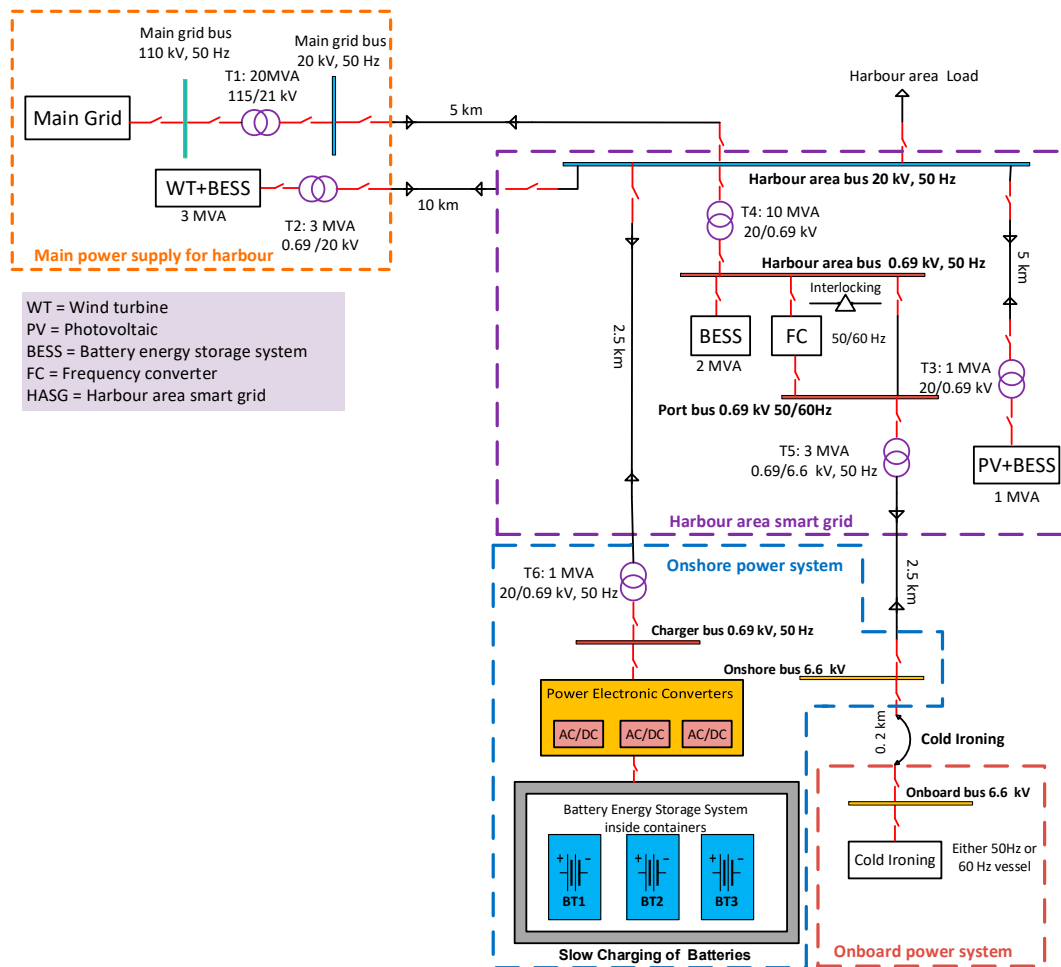 Main grid bus
110 kV, 50 Hz
Main grid bus
20 kV, 50 Hz
T1: 20MVA
115/21 kV
Main Grid
5 km
Harbour area  Load
WT+BESS
3 MVA
T2: 3 MVA
0.69 /20 kV
10 km
Main power supply for harbour
Harbour area bus 20 kV, 50 Hz
T4: 10 MVA
20/0.69 kV
Harbour area bus  0.69 kV, 50 Hz
Interlocking
BESS
2 MVA
FC
50/60 Hz
5 km
2.5 km
T3: 1 MVA
20/0.69 kV
Port bus 0.69 kV 50/60Hz
T5: 3 MVA
0.69/6.6  kV, 50 Hz
PV+BESS
1 MVA
Harbour area smart grid
WT = Wind turbine
PV = Photovoltaic
BESS = Battery energy storage system
FC = Frequency converter
HASG = Harbour area smart grid
Onshore power system
T6: 1 MVA
20/0.69 kV, 50 Hz
2.5 km
Charger bus 0.69 kV, 50 Hz
Onshore bus 6.6  kV
Power Electronic Converters
AC/DC
AC/DC
AC/DC
0. 2 km
Cold Ironing
Battery Energy Storage System
inside containers
+ −
+ −
+ −
BT1
BT2
BT3
Slow Charging of  Batteries
Onboard bus 6.6  kV
Cold Ironing
Either 50Hz or
60 Hz vessel
Onboard power system